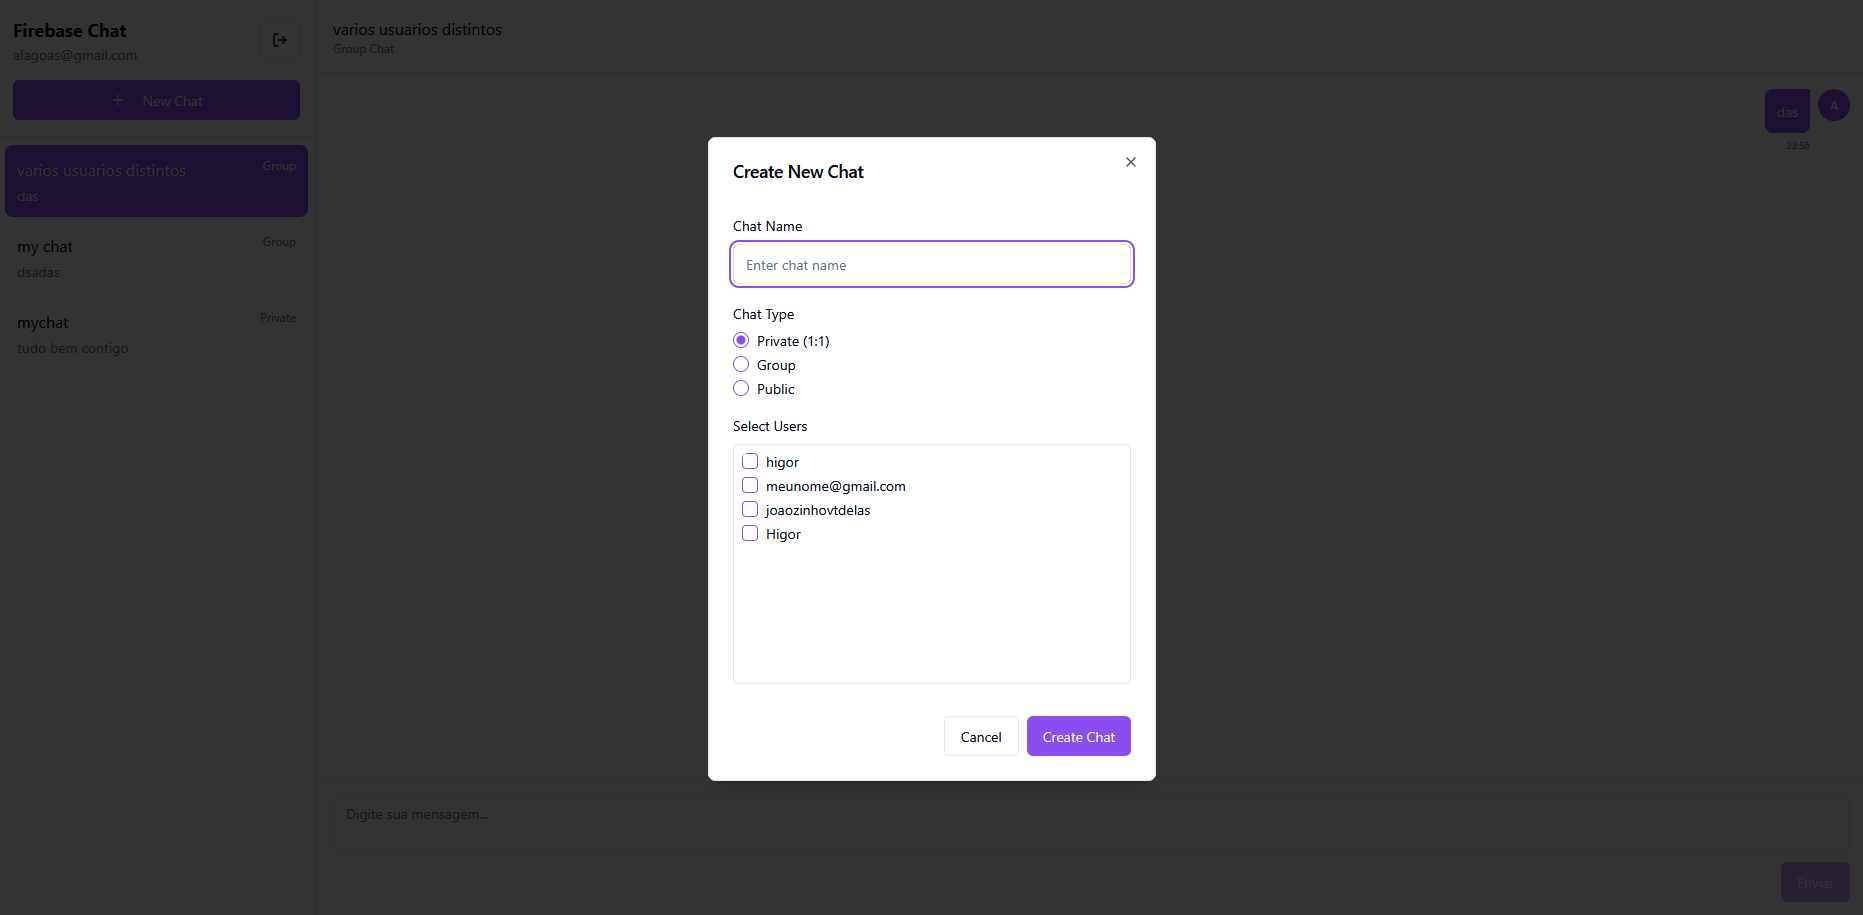 Firebase Chat
alagoas@gmail.com
+ New Chat
varios usuarios distintos Group
das
my chat Group
dsadas
mychat Private
tudo bem contigo
varios usuarios distintos
Group Chat
das A
23:56
Create New Chat
Chat Name
Enter chat name
Chat Type
Private (1:1)
Group
Public
Select Users
higor
meunome@gmail.com
joaozinhovtdelas
Higor
Cancel Create Chat
Digite sua mensagem...
Enviar